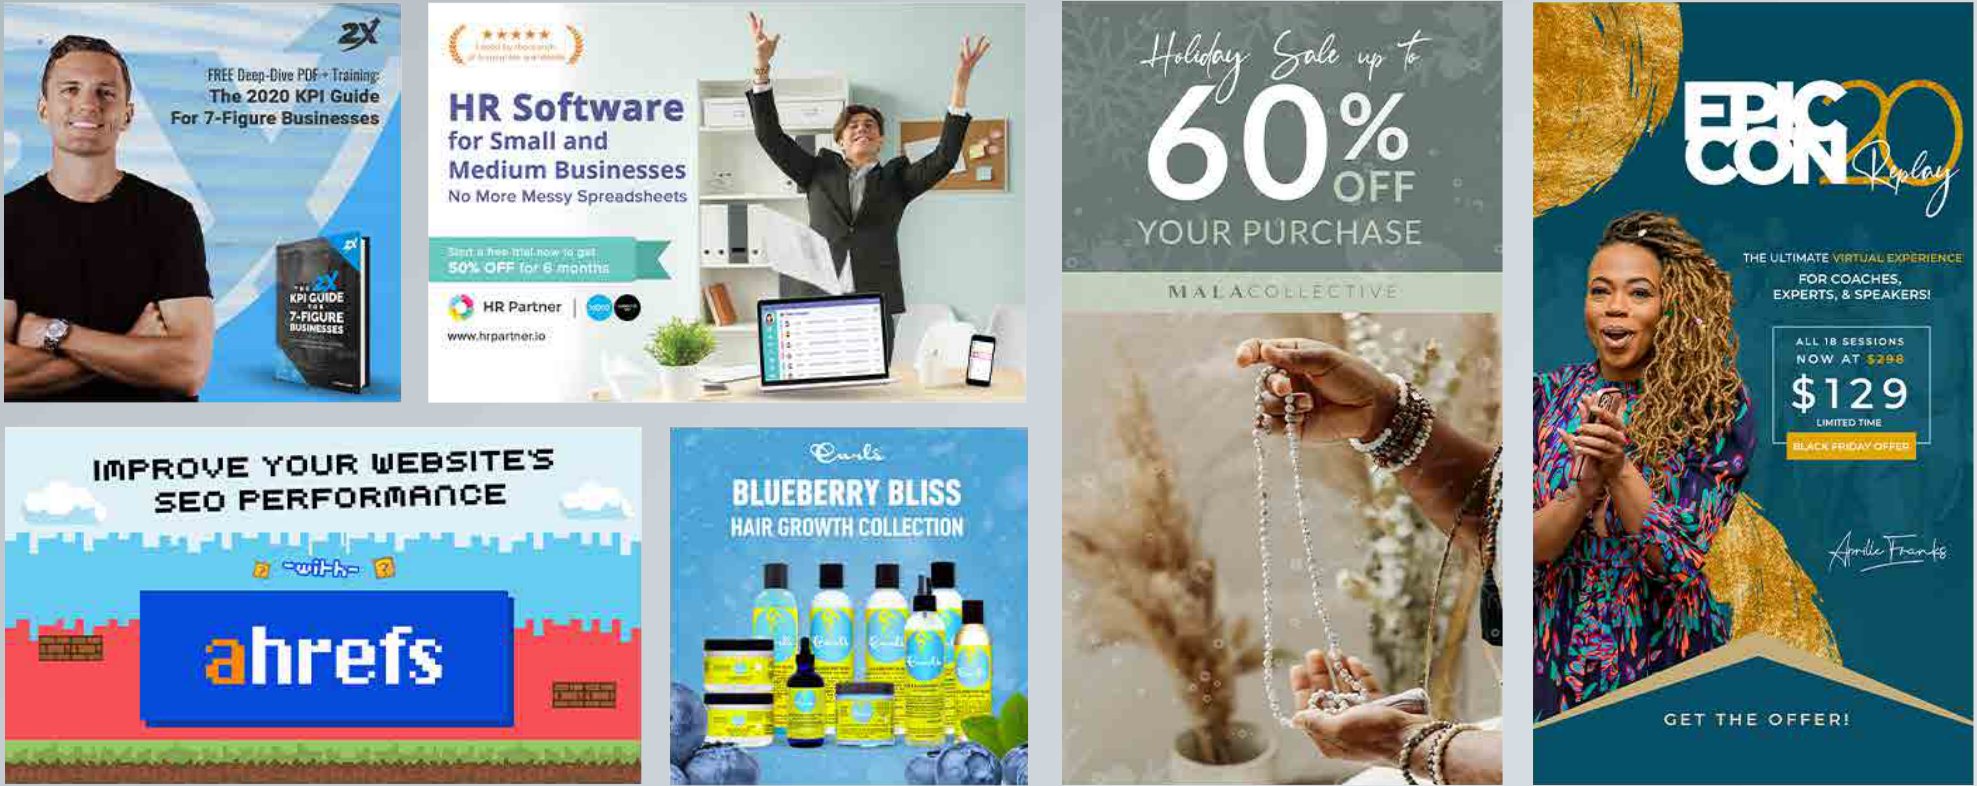 2X
FREE Deep-Dive PDF + Training:
The 2020 KPI Guide
For 7-Figure Businesses
2X
THE 2X
KPI GUIDE
FOR
7-FIGURE
BUSINESSES
HR Software
for Small and
Medium Businesses
No More Messy Spreadsheets
Start a free trial now to get
50% OFF for 6 months
HR Partner
www.hrpartner.io
IMPROVE YOUR WEBSITE'S
SEO PERFORMANCE
? -with- ?
ahrefs
Curls
BLUEBERRY BLISS
HAIR GROWTH COLLECTION
Holiday Sale up to
60%
OFF
YOUR PURCHASE
MALACOLLECTIVE
EPIC
CON 20
Replay
THE ULTIMATE VIRTUAL EXPERIENCE
FOR COACHES,
EXPERTS, & SPEAKERS!
ALL 18 SESSIONS
NOW AT $298
$129
LIMITED TIME
BLACK FRIDAY OFFER
Aprille Franks
GET THE OFFER!